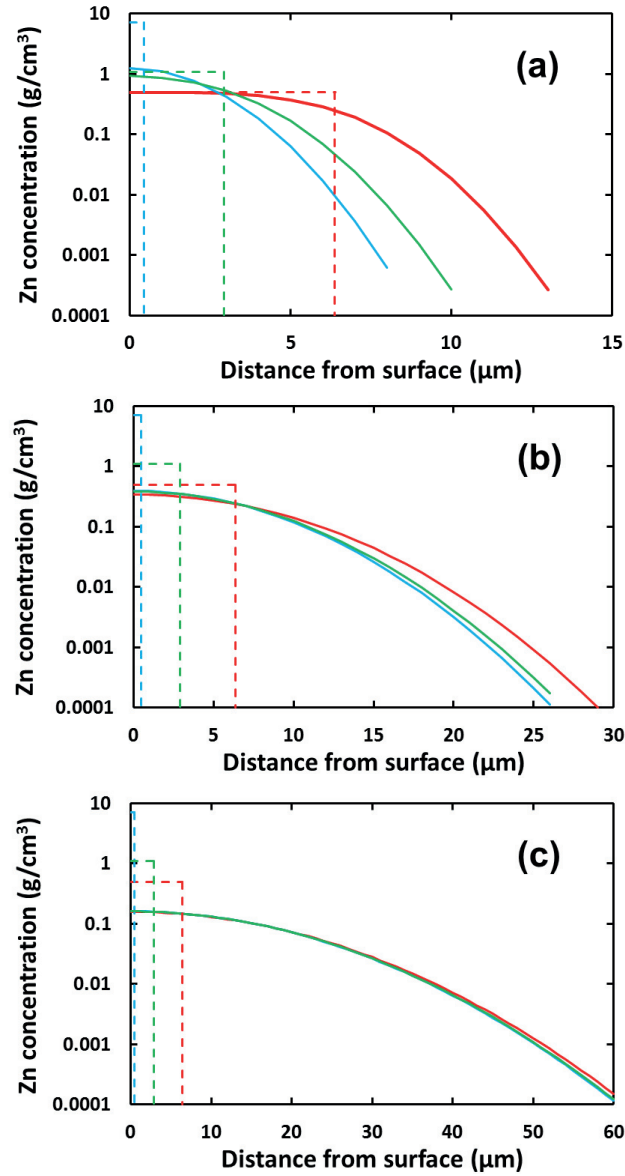 (a)
Zn concentration (g/cm³)
10
1
0.1
0.01
0.001
0.0001
0 5 10 15
Distance from surface (µm)
(b)
Zn concentration (g/cm³)
10
1
0.1
0.01
0.001
0.0001
0 5 10 15 20 25 30
Distance from surface (µm)
(c)
Zn concentration (g/cm³)
10
1
0.1
0.01
0.001
0.0001
0 10 20 30 40 50 60
Distance from surface (µm)